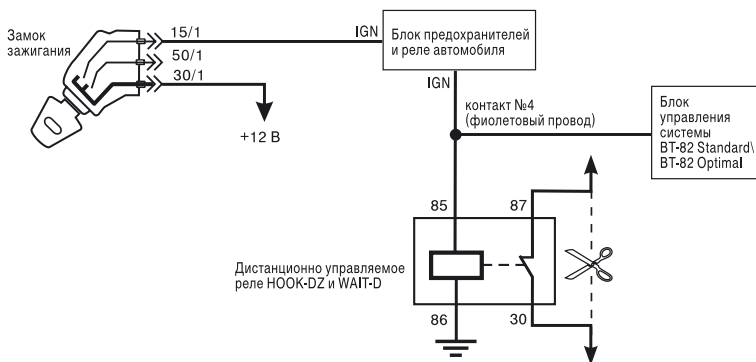 Замок
зажигания
15/1
50/1
30/1
+12 В
IGN
Блок предохранителей
и реле автомобиля
IGN
контакт №4
(фиолетовый провод)
Блок
управления
системы
BT-82 Standard\
BT-82 Optimal
85
87
Дистанционно управляемое
реле HOOK-DZ и WAIT-D
86
30